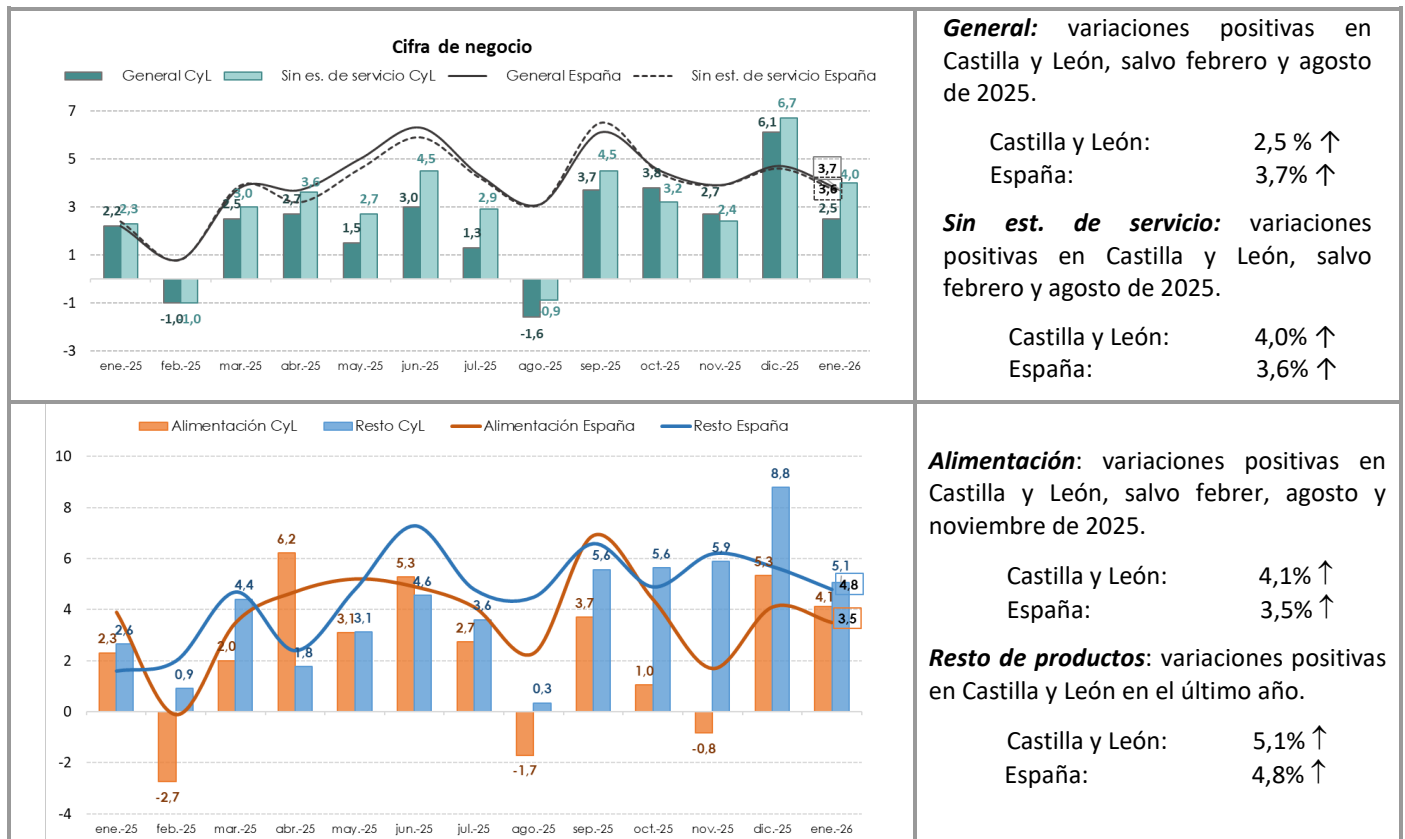 Cifra de negocio
General CyL Sin es. de servicio CyL General España Sin est. de servicio España
7
5
3
1
-1
-3
2,2 2,3
-1,0 -1,0
2,5 3,0
2,7 3,6
1,5 2,7
3,0 4,5
1,3 2,9
-1,6 -0,9
3,7 4,5
3,8 3,2
2,7 2,4
6,1 6,7
3,7
3,6 4,0
2,5
ene.-25 feb.-25 mar.-25 abr.-25 may.-25 jun.-25 jul.-25 ago.-25 sep.-25 oct.-25 nov.-25 dic.-25 ene.-26
General: variaciones positivas en
Castilla y León, salvo febrero y agosto
de 2025.
Castilla y León: 2,5 % ↑
España: 3,7% ↑
Sin est. de servicio: variaciones
positivas en Castilla y León, salvo
febrero y agosto de 2025.
Castilla y León: 4,0% ↑
España: 3,6% ↑
Alimentación CyL Resto CyL Alimentación España Resto España
10
8
6
4
2
0
-2
-4
2,3 2,6
-2,7 0,9
2,0 4,4
6,2 1,8
3,1 3,1
5,3 4,6
2,7 3,6
-1,7 0,3
3,7 5,6
1,0 5,6
-0,8 5,9
5,3 8,8
4,1 5,1
4,8
3,5
ene.-25 feb.-25 mar.-25 abr.-25 may.-25 jun.-25 jul.-25 ago.-25 sep.-25 oct.-25 nov.-25 dic.-25 ene.-26
Alimentación: variaciones positivas en
Castilla y León, salvo febrer, agosto y
noviembre de 2025.
Castilla y León: 4,1% ↑
España: 3,5% ↑
Resto de productos: variaciones positivas
en Castilla y León en el último año.
Castilla y León: 5,1% ↑
España: 4,8% ↑